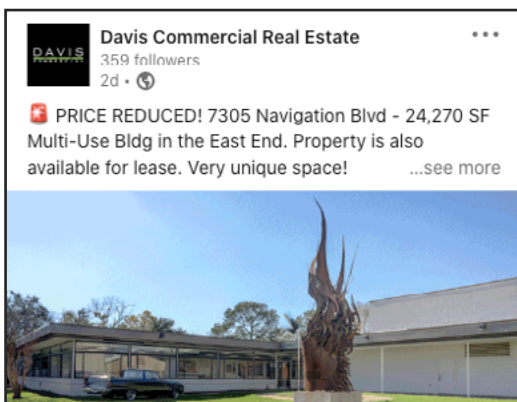 DAVIS
COMMERCIAL
Davis Commercial Real Estate
359 followers
2d •
🚨 PRICE REDUCED! 7305 Navigation Blvd - 24,270 SF
Multi-Use Bldg in the East End. Property is also
available for lease. Very unique space! ...see more